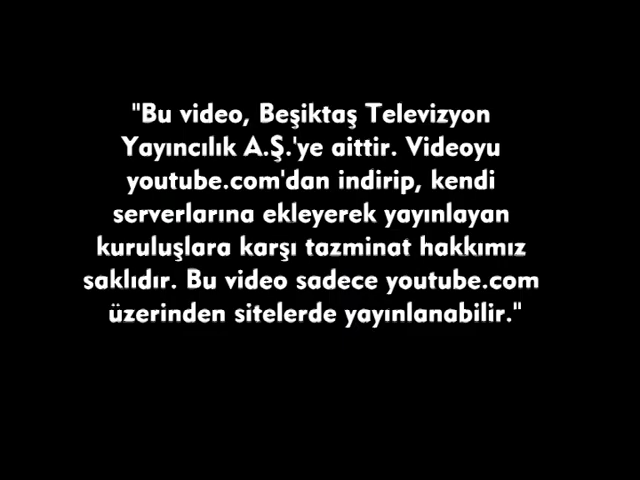 "Bu video, Beşiktaş Televizyon
Yayıncılık A.Ş.'ye aittir. Videoyu
youtube.com'dan indirip, kendi
serverlarına ekleyerek yayınlayan
kuruluşlara karşı tazminat hakkımız
saklıdır. Bu video sadece youtube.com
üzerinden sitelerde yayınlanabilir."